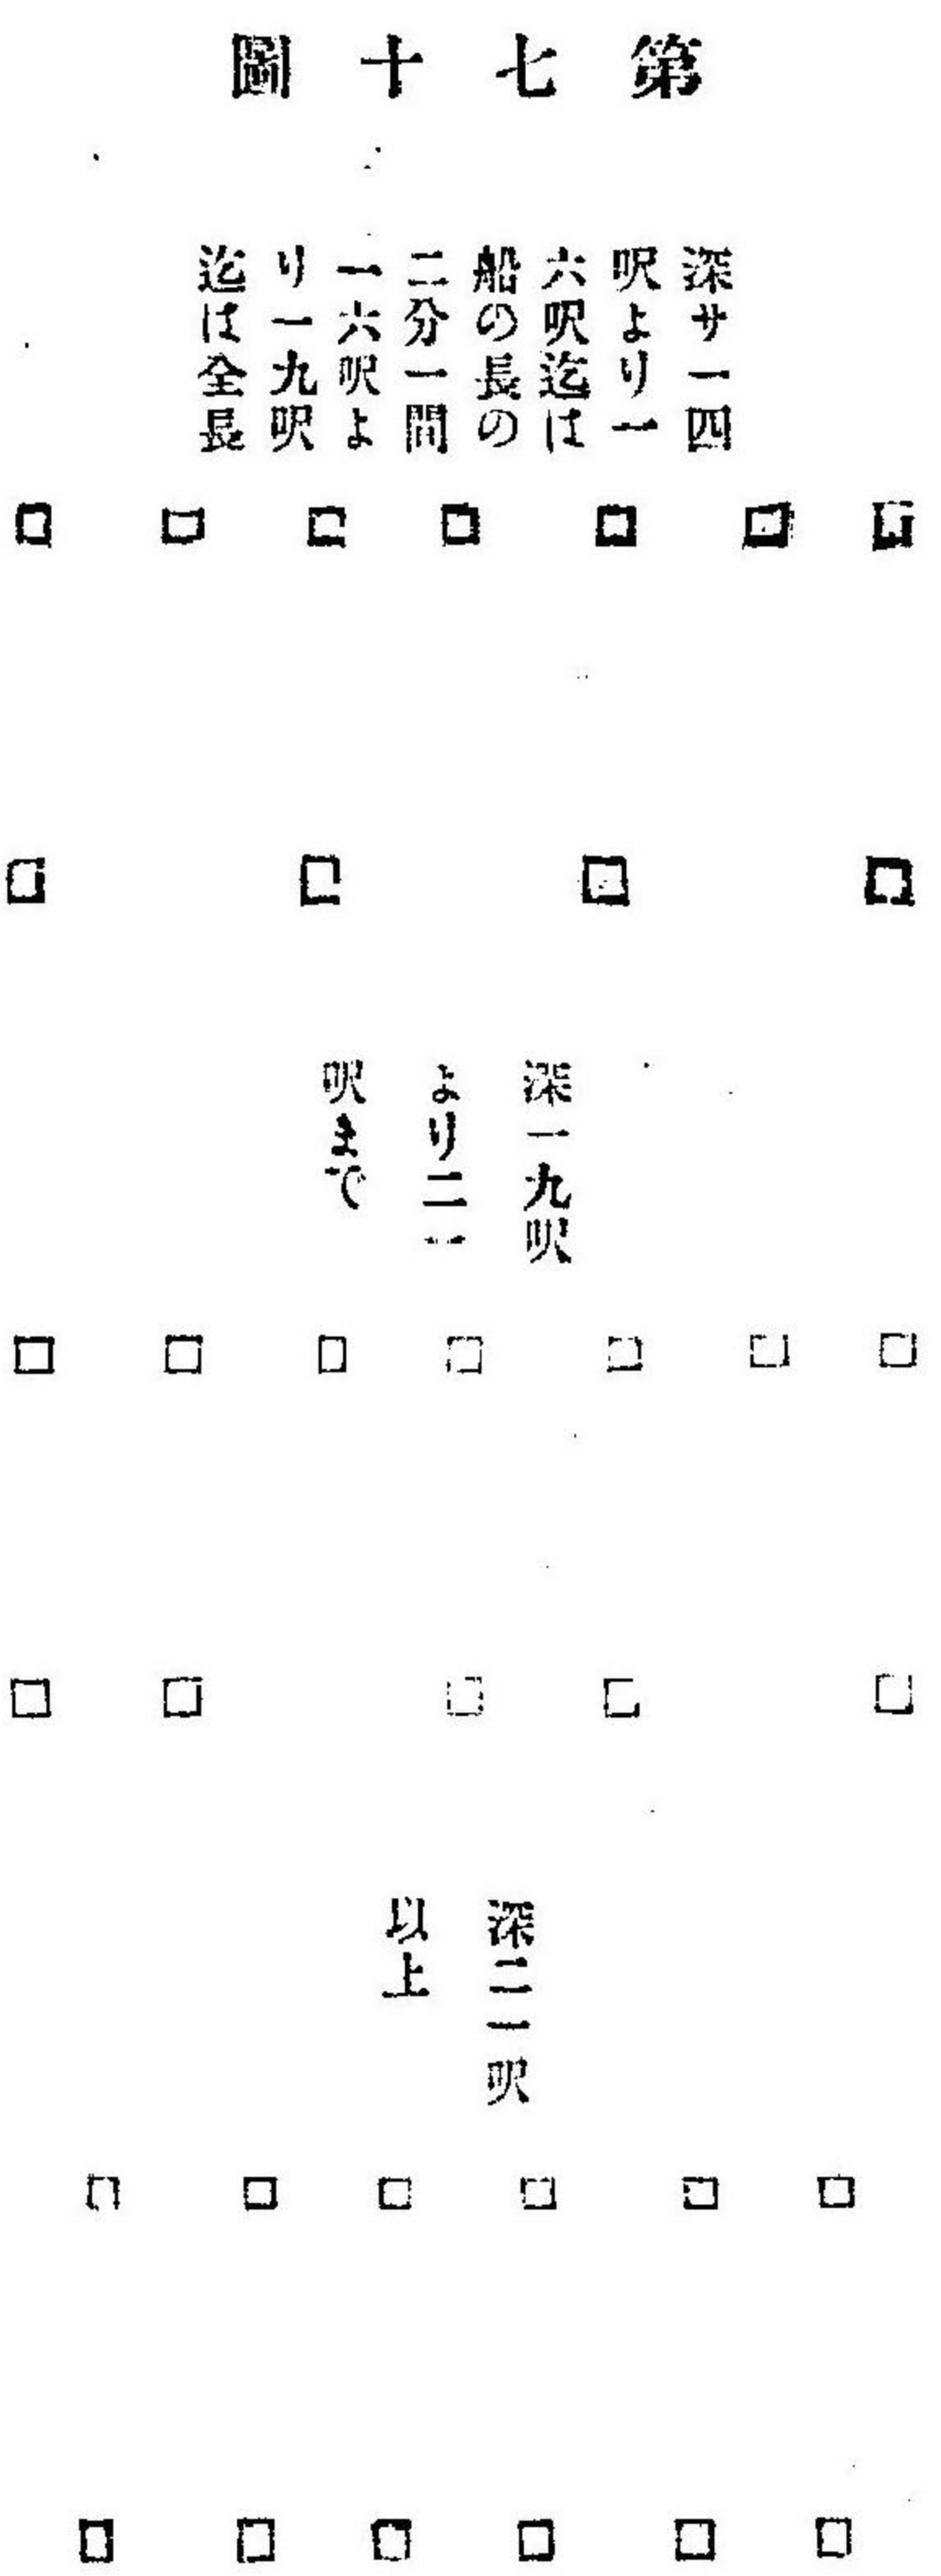 第七十圖
深サ一四
呎より一
六呎迄は
船の長の
二分一間
一六呎よ
り一九呎
迄は全長
深一九呎
より二一
呎まで
深二一呎
以上